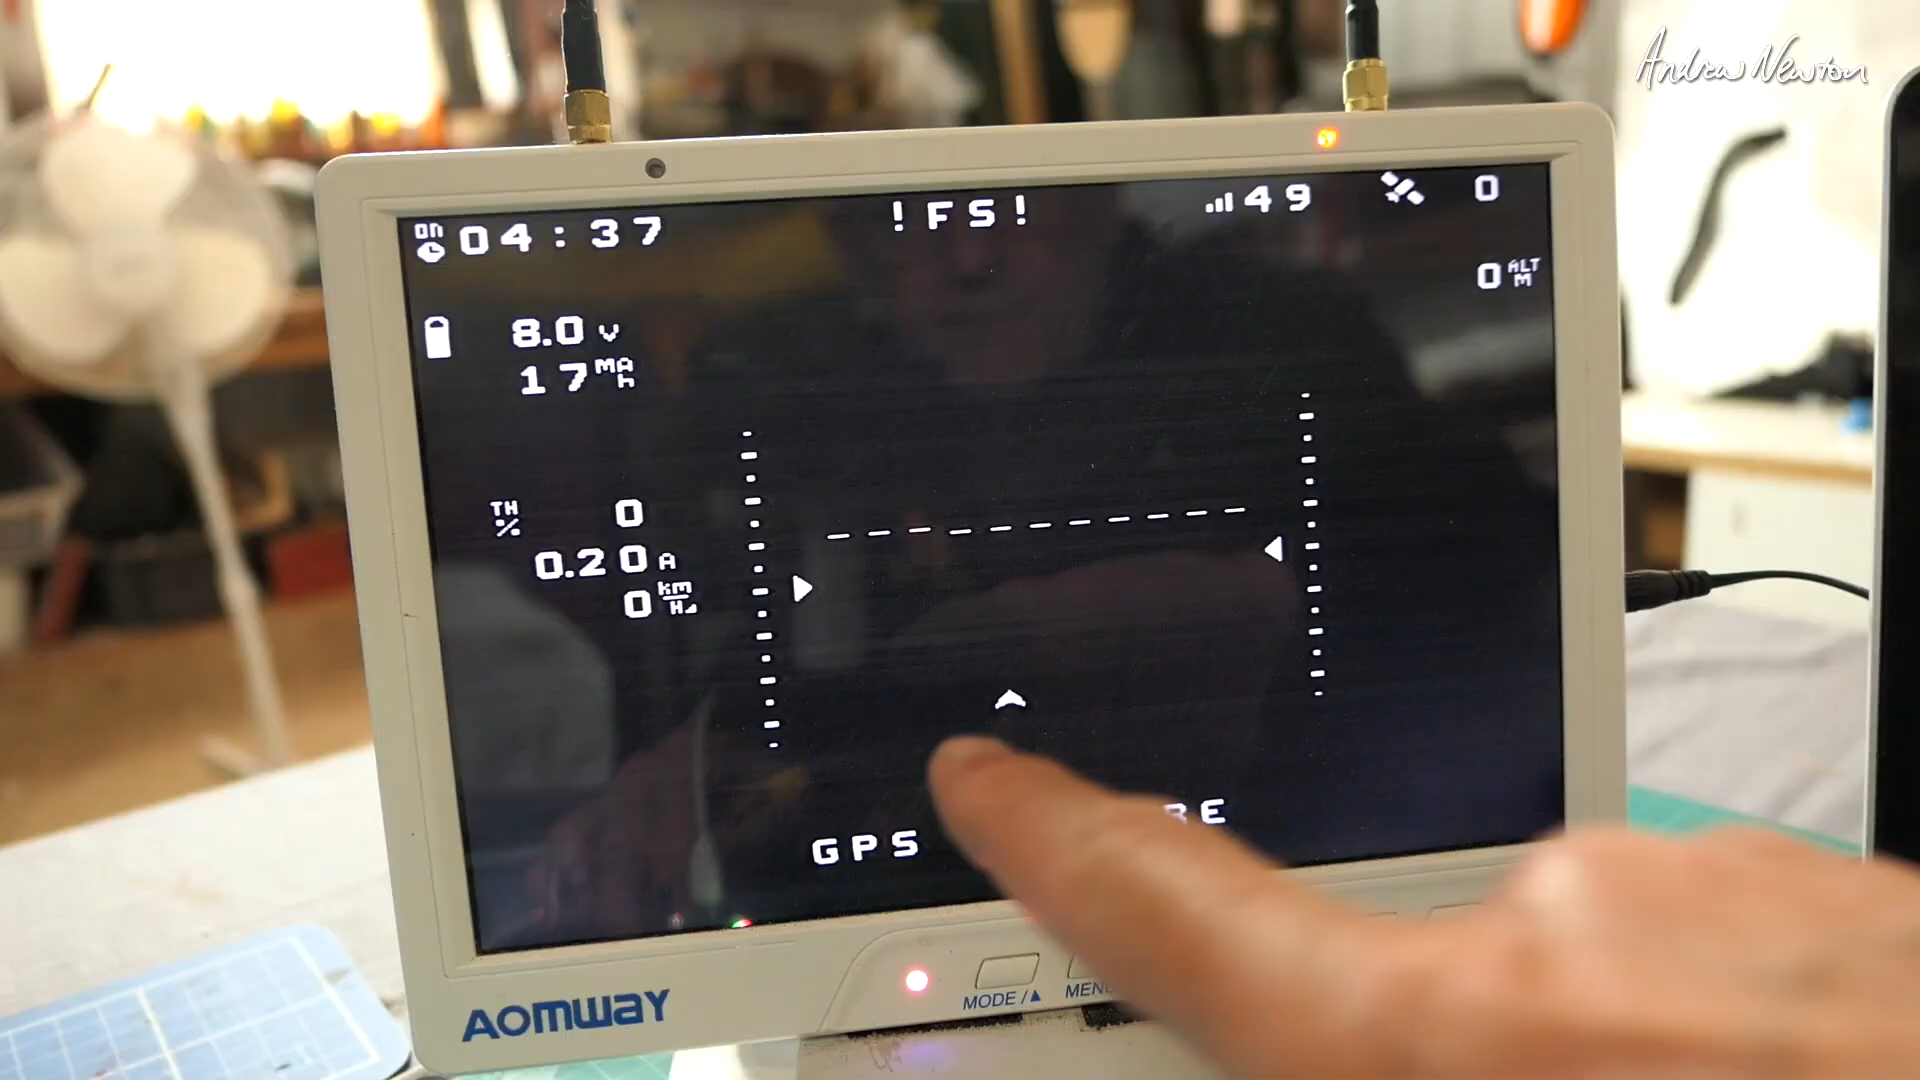 Andrew Newton
on 04:37
!FS!
49
0
0 ALT M
8.0 V
17 MAh
TH % 0
0.20 A
0 km/H
GPS
AOMWAY
MODE /▲